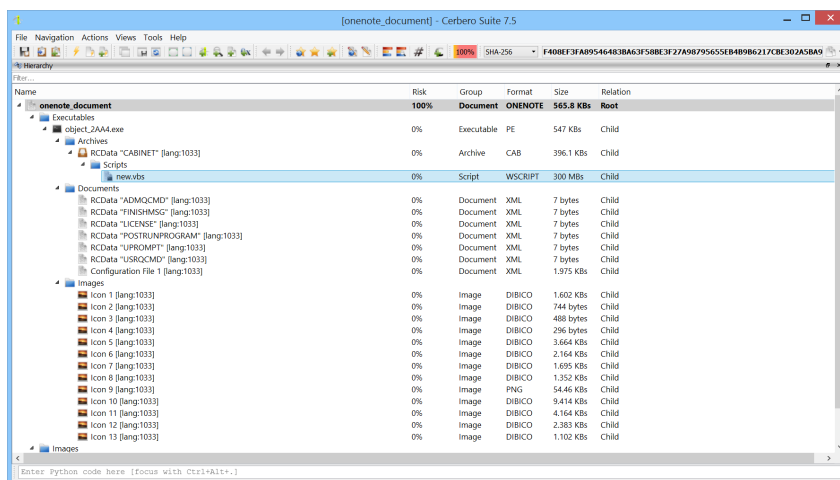 [onenote_document] - Cerbero Suite 7.5
File Navigation Actions Views Tools Help
100% SHA-256 F408EF3FA89546483BA63F58BE3F27A98795655EB4B9B6217CBE302A5BA9
Hierarchy
Filter...
Name Risk Group Format Size Relation
onenote_document 100% Document ONENOTE 565.8 KBs Root
Executables
object_2AA4.exe 0% Executable PE 547 KBs Child
Archives
RCData "CABINET" [lang:1033] 0% Archive CAB 396.1 KBs Child
Scripts
new.vbs 0% Script WSCRIPT 300 MBs Child
Documents
RCData "ADMQCMD" [lang:1033] 0% Document XML 7 bytes Child
RCData "FINISHMSG" [lang:1033] 0% Document XML 7 bytes Child
RCData "LICENSE" [lang:1033] 0% Document XML 7 bytes Child
RCData "POSTRUNPROGRAM" [lang:1033] 0% Document XML 7 bytes Child
RCData "UPROMPT" [lang:1033] 0% Document XML 7 bytes Child
RCData "USRQCMD" [lang:1033] 0% Document XML 7 bytes Child
Configuration File 1 [lang:1033] 0% Document XML 1.975 KBs Child
Images
Icon 1 [lang:1033] 0% Image DIBICO 1.602 KBs Child
Icon 2 [lang:1033] 0% Image DIBICO 744 bytes Child
Icon 3 [lang:1033] 0% Image DIBICO 488 bytes Child
Icon 4 [lang:1033] 0% Image DIBICO 296 bytes Child
Icon 5 [lang:1033] 0% Image DIBICO 3.664 KBs Child
Icon 6 [lang:1033] 0% Image DIBICO 2.164 KBs Child
Icon 7 [lang:1033] 0% Image DIBICO 1.695 KBs Child
Icon 8 [lang:1033] 0% Image DIBICO 1.352 KBs Child
Icon 9 [lang:1033] 0% Image PNG 54.46 KBs Child
Icon 10 [lang:1033] 0% Image DIBICO 9.414 KBs Child
Icon 11 [lang:1033] 0% Image DIBICO 4.164 KBs Child
Icon 12 [lang:1033] 0% Image DIBICO 2.383 KBs Child
Icon 13 [lang:1033] 0% Image DIBICO 1.102 KBs Child
Images
Enter Python code here [focus with Ctrl+Alt+.]